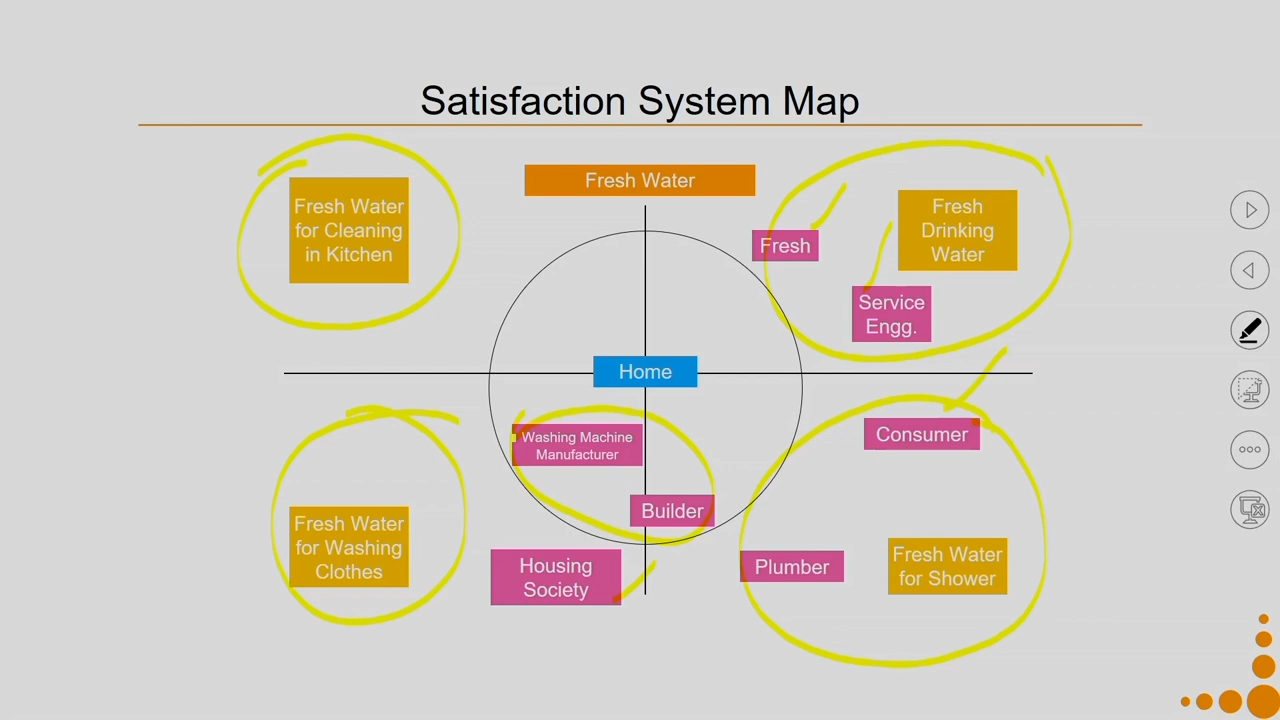 Satisfaction System Map
Fresh Water
Fresh Water
for Cleaning
in Kitchen
Fresh
Fresh
Drinking
Water
Service
Engg.
Home
Washing Machine
Manufacturer
Consumer
Builder
Fresh Water
for Washing
Clothes
Housing
Society
Plumber
Fresh Water
for Shower